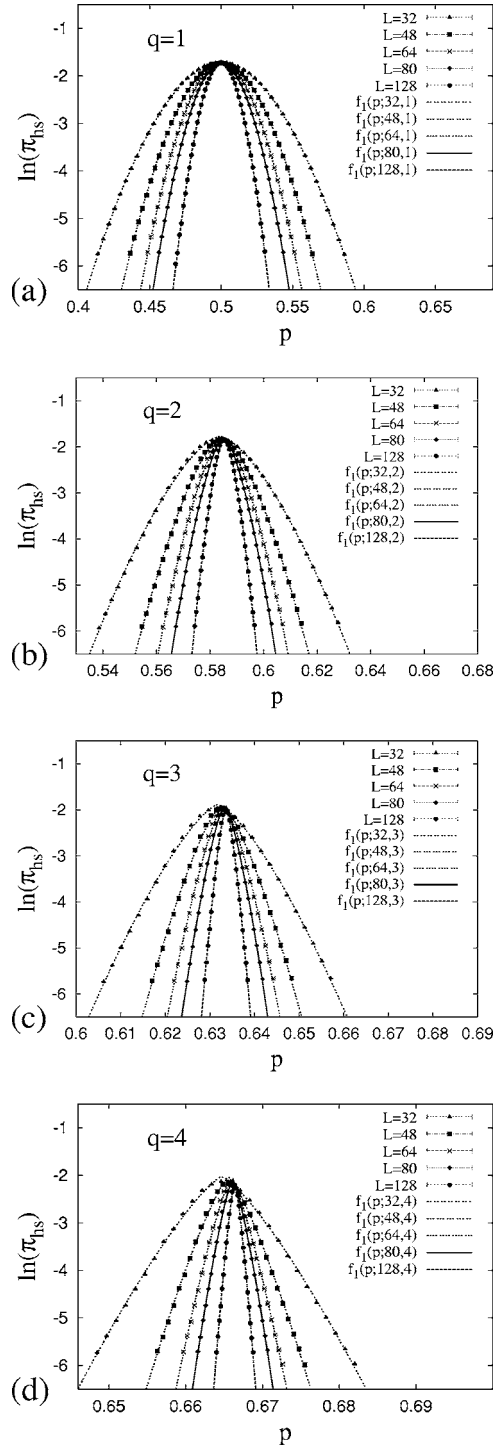 q=1
L=32
L=48
L=64
L=80
L=128
f₁(p;32,1)
f₁(p;48,1)
f₁(p;64,1)
f₁(p;80,1)
f₁(p;128,1)
ln(π_hs)
-1
-2
-3
-4
-5
-6
(a)
0.4 0.45 0.5 0.55 0.6 0.65
p
q=2
L=32
L=48
L=64
L=80
L=128
f₁(p;32,2)
f₁(p;48,2)
f₁(p;64,2)
f₁(p;80,2)
f₁(p;128,2)
ln(π_hs)
-1
-2
-3
-4
-5
-6
(b)
0.54 0.56 0.58 0.6 0.62 0.64 0.66 0.68
p
q=3
L=32
L=48
L=64
L=80
L=128
f₁(p;32,3)
f₁(p;48,3)
f₁(p;64,3)
f₁(p;80,3)
f₁(p;128,3)
ln(π_hs)
-1
-2
-3
-4
-5
-6
(c)
0.6 0.61 0.62 0.63 0.64 0.65 0.66 0.67 0.68 0.69
p
q=4
L=32
L=48
L=64
L=80
L=128
f₁(p;32,4)
f₁(p;48,4)
f₁(p;64,4)
f₁(p;80,4)
f₁(p;128,4)
ln(π_hs)
-1
-2
-3
-4
-5
-6
(d)
0.65 0.66 0.67 0.68 0.69
p